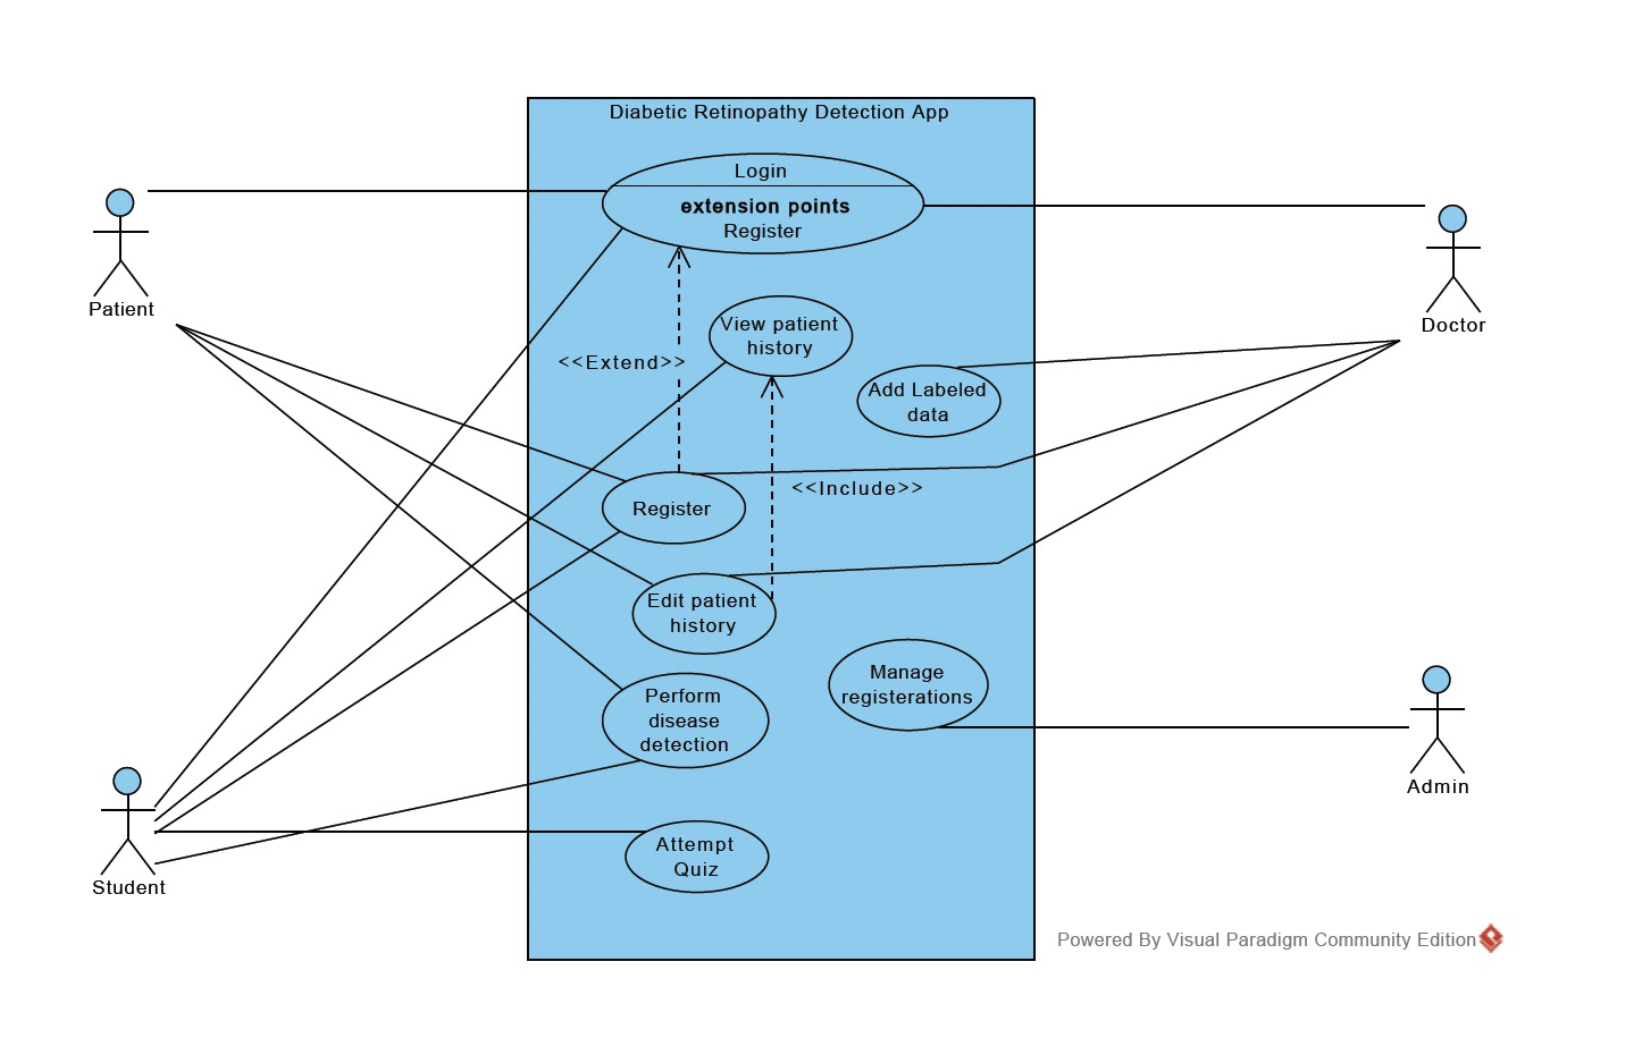 Diabetic Retinopathy Detection App
Login
extension points
Register
Patient
Doctor
View patient
history
<<Extend>>
Add Labeled
data
<<Include>>
Register
Edit patient
history
Manage
registerations
Perform
disease
detection
Admin
Attempt
Quiz
Student
Powered By Visual Paradigm Community Edition